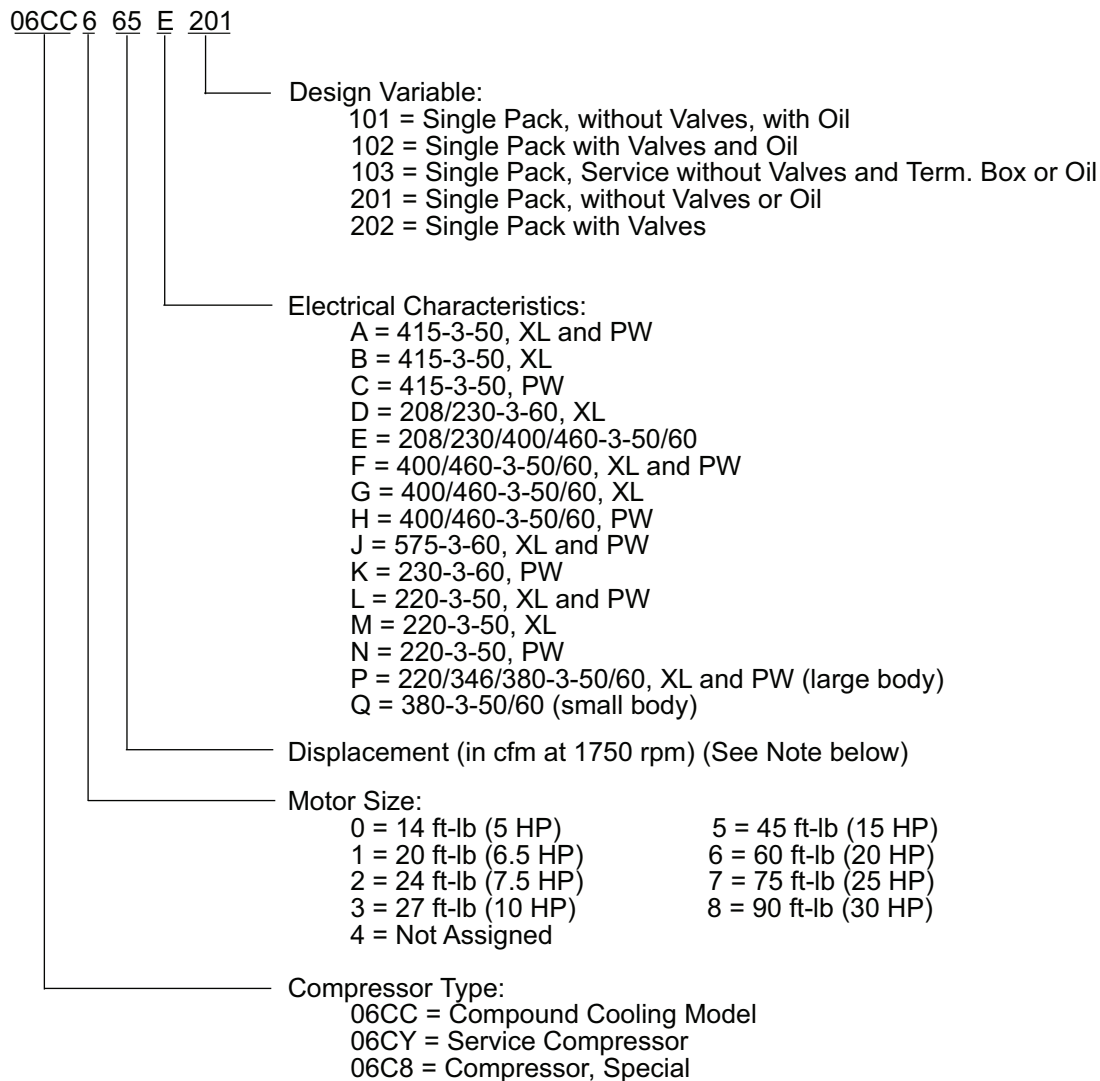 06CC 6 65 E 201
Design Variable:
101 = Single Pack, without Valves, with Oil
102 = Single Pack with Valves and Oil
103 = Single Pack, Service without Valves and Term. Box or Oil
201 = Single Pack, without Valves or Oil
202 = Single Pack with Valves
Electrical Characteristics:
A = 415-3-50, XL and PW
B = 415-3-50, XL
C = 415-3-50, PW
D = 208/230-3-60, XL
E = 208/230/400/460-3-50/60
F = 400/460-3-50/60, XL and PW
G = 400/460-3-50/60, XL
H = 400/460-3-50/60, PW
J = 575-3-60, XL and PW
K = 230-3-60, PW
L = 220-3-50, XL and PW
M = 220-3-50, XL
N = 220-3-50, PW
P = 220/346/380-3-50/60, XL and PW (large body)
Q = 380-3-50/60 (small body)
Displacement (in cfm at 1750 rpm) (See Note below)
Motor Size:
0 = 14 ft-lb (5 HP) 5 = 45 ft-lb (15 HP)
1 = 20 ft-lb (6.5 HP) 6 = 60 ft-lb (20 HP)
2 = 24 ft-lb (7.5 HP) 7 = 75 ft-lb (25 HP)
3 = 27 ft-lb (10 HP) 8 = 90 ft-lb (30 HP)
4 = Not Assigned
Compressor Type:
06CC = Compound Cooling Model
06CY = Service Compressor
06C8 = Compressor, Special